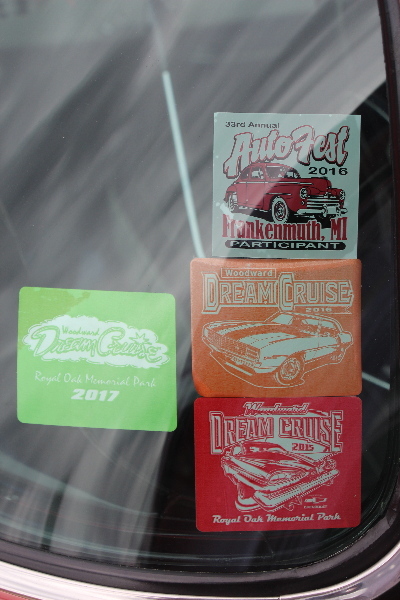 33rd Annual
AutoFest
2016
Frankenmuth, MI
PARTICIPANT
Woodward
DREAM CRUISE
2016
Woodward
DREAM CRUISE
Royal Oak Memorial Park
2017
Woodward
DREAM CRUISE
2015
Royal Oak Memorial Park